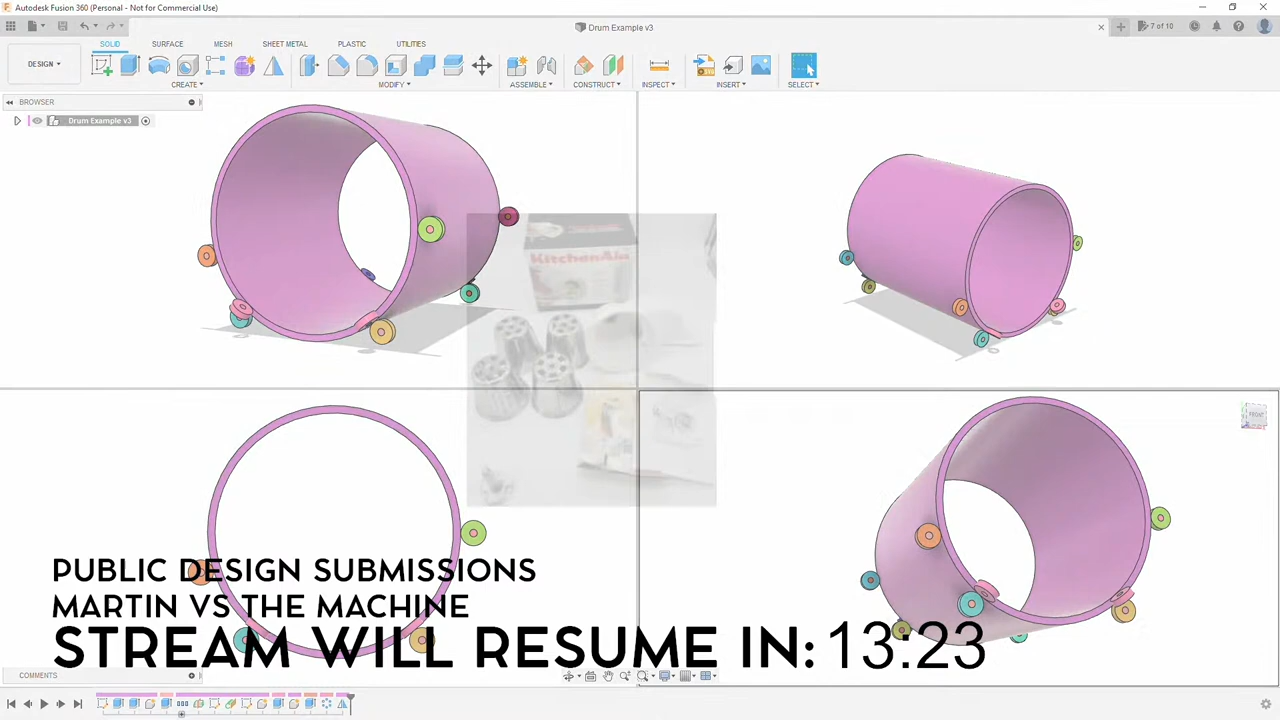 Autodesk Fusion 360 (Personal - Not for Commercial Use)
Drum Example v3
7 of 10
SOLID SURFACE MESH SHEET METAL PLASTIC UTILITIES
DESIGN
CREATE MODIFY ASSEMBLE CONSTRUCT INSPECT INSERT SELECT
BROWSER
Drum Example v3
KitchenAid
FRONT
PUBLIC DESIGN SUBMISSIONS
MARTIN VS THE MACHINE
STREAM WILL RESUME IN: 13:23
COMMENTS